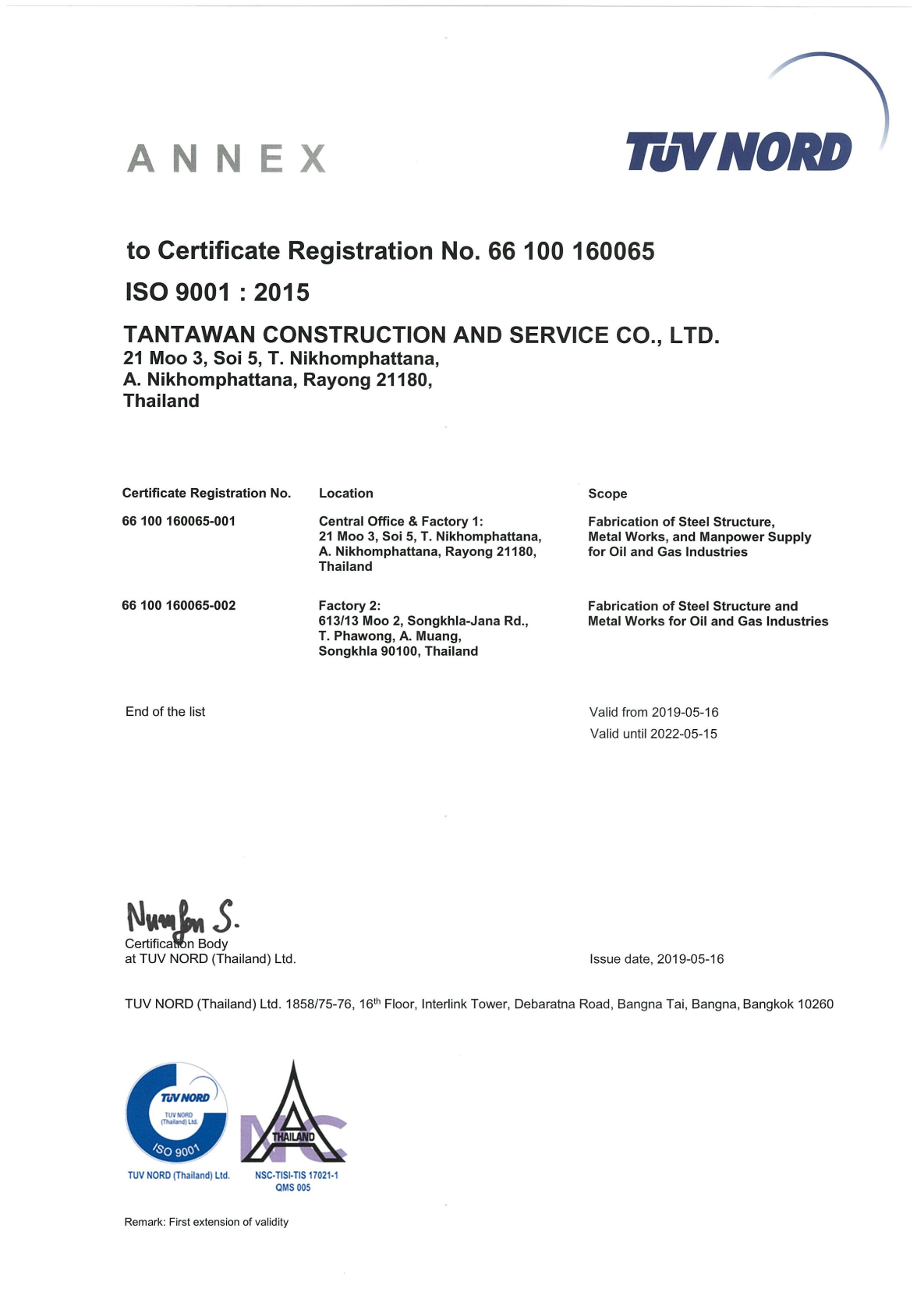 TÜV NORD
ANNEX
to Certificate Registration No. 66 100 160065
ISO 9001 : 2015
TANTAWAN CONSTRUCTION AND SERVICE CO., LTD.
21 Moo 3, Soi 5, T. Nikhomphattana,
A. Nikhomphattana, Rayong 21180,
Thailand
Certificate Registration No. Location Scope
66 100 160065-001 Central Office & Factory 1: Fabrication of Steel Structure,
21 Moo 3, Soi 5, T. Nikhomphattana, Metal Works, and Manpower Supply
A. Nikhomphattana, Rayong 21180, for Oil and Gas Industries
Thailand
66 100 160065-002 Factory 2: Fabrication of Steel Structure and
613/13 Moo 2, Songkhla-Jana Rd., Metal Works for Oil and Gas Industries
T. Phawong, A. Muang,
Songkhla 90100, Thailand
End of the list Valid from 2019-05-16
Valid until 2022-05-15
Numfon S.
Certification Body
at TUV NORD (Thailand) Ltd. Issue date, 2019-05-16
TUV NORD (Thailand) Ltd. 1858/75-76, 16th Floor, Interlink Tower, Debaratna Road, Bangna Tai, Bangna, Bangkok 10260
TÜV NORD
TUV NORD
(Thailand) Ltd.
ISO 9001
TUV NORD (Thailand) Ltd.
NAC
THAILAND
NSC-TISI-TIS 17021-1
QMS 005
Remark: First extension of validity